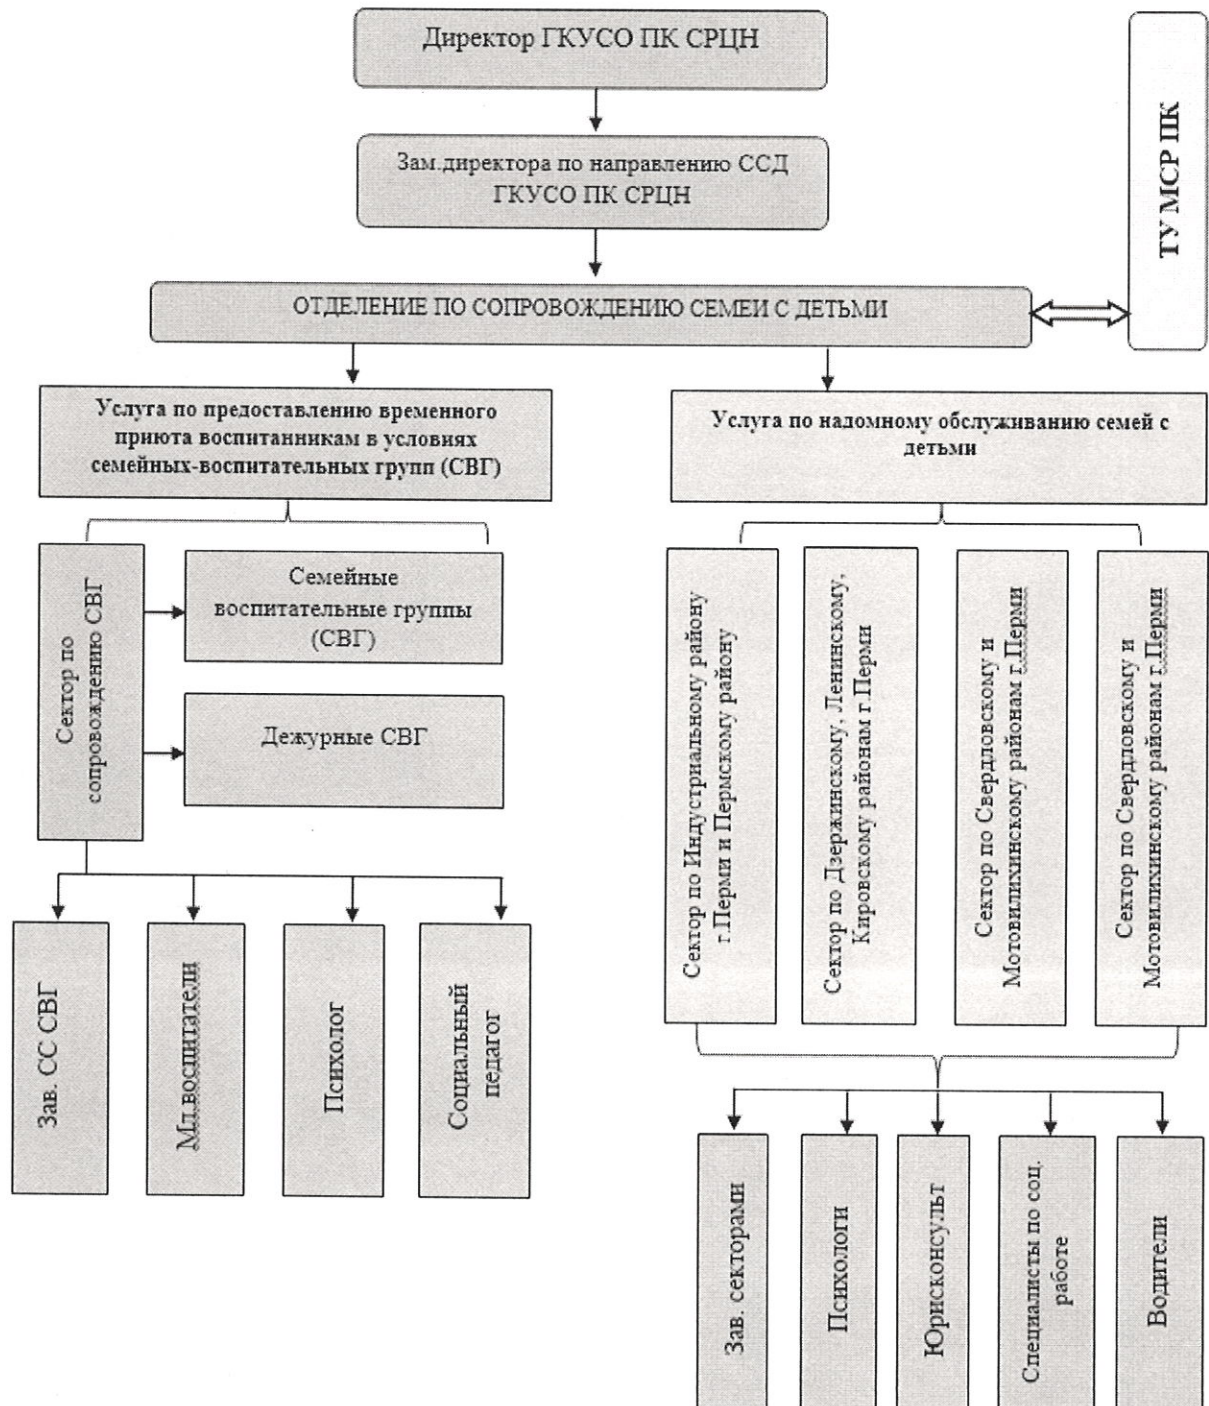 Директор ГКУСО ПК СРЦН
ТУ МСР ПК
Зам.директора по направлению ССД
ГКУСО ПК СРЦН
ОТДЕЛЕНИЕ ПО СОПРОВОЖДЕНИЮ СЕМЕИ С ДЕТЬМИ
Услуга по предоставлению временного
приюта воспитанникам в условиях
семейных-воспитательных групп (СВГ)
Услуга по надомному обслуживанию семей с
детьми
Сектор по
сопровождению СВГ
Семейные
воспитательные группы
(СВГ)
Дежурные СВГ
Сектор по Индустриальному району
г.Перми и Пермскому району
Сектор по Дзержинскому, Ленинскому,
Кировскому районам г.Перми
Сектор по Свердловскому и
Мотовилихинскому районам г.Перми
Сектор по Свердловскому и
Мотовилихинскому районам г.Перми
Зав. СС СВГ
Мл.воспитатели
Психолог
Социальный
педагог
Зав. секторами
Психологи
Юрисконсульт
Специалисты по соц.
работе
Водители